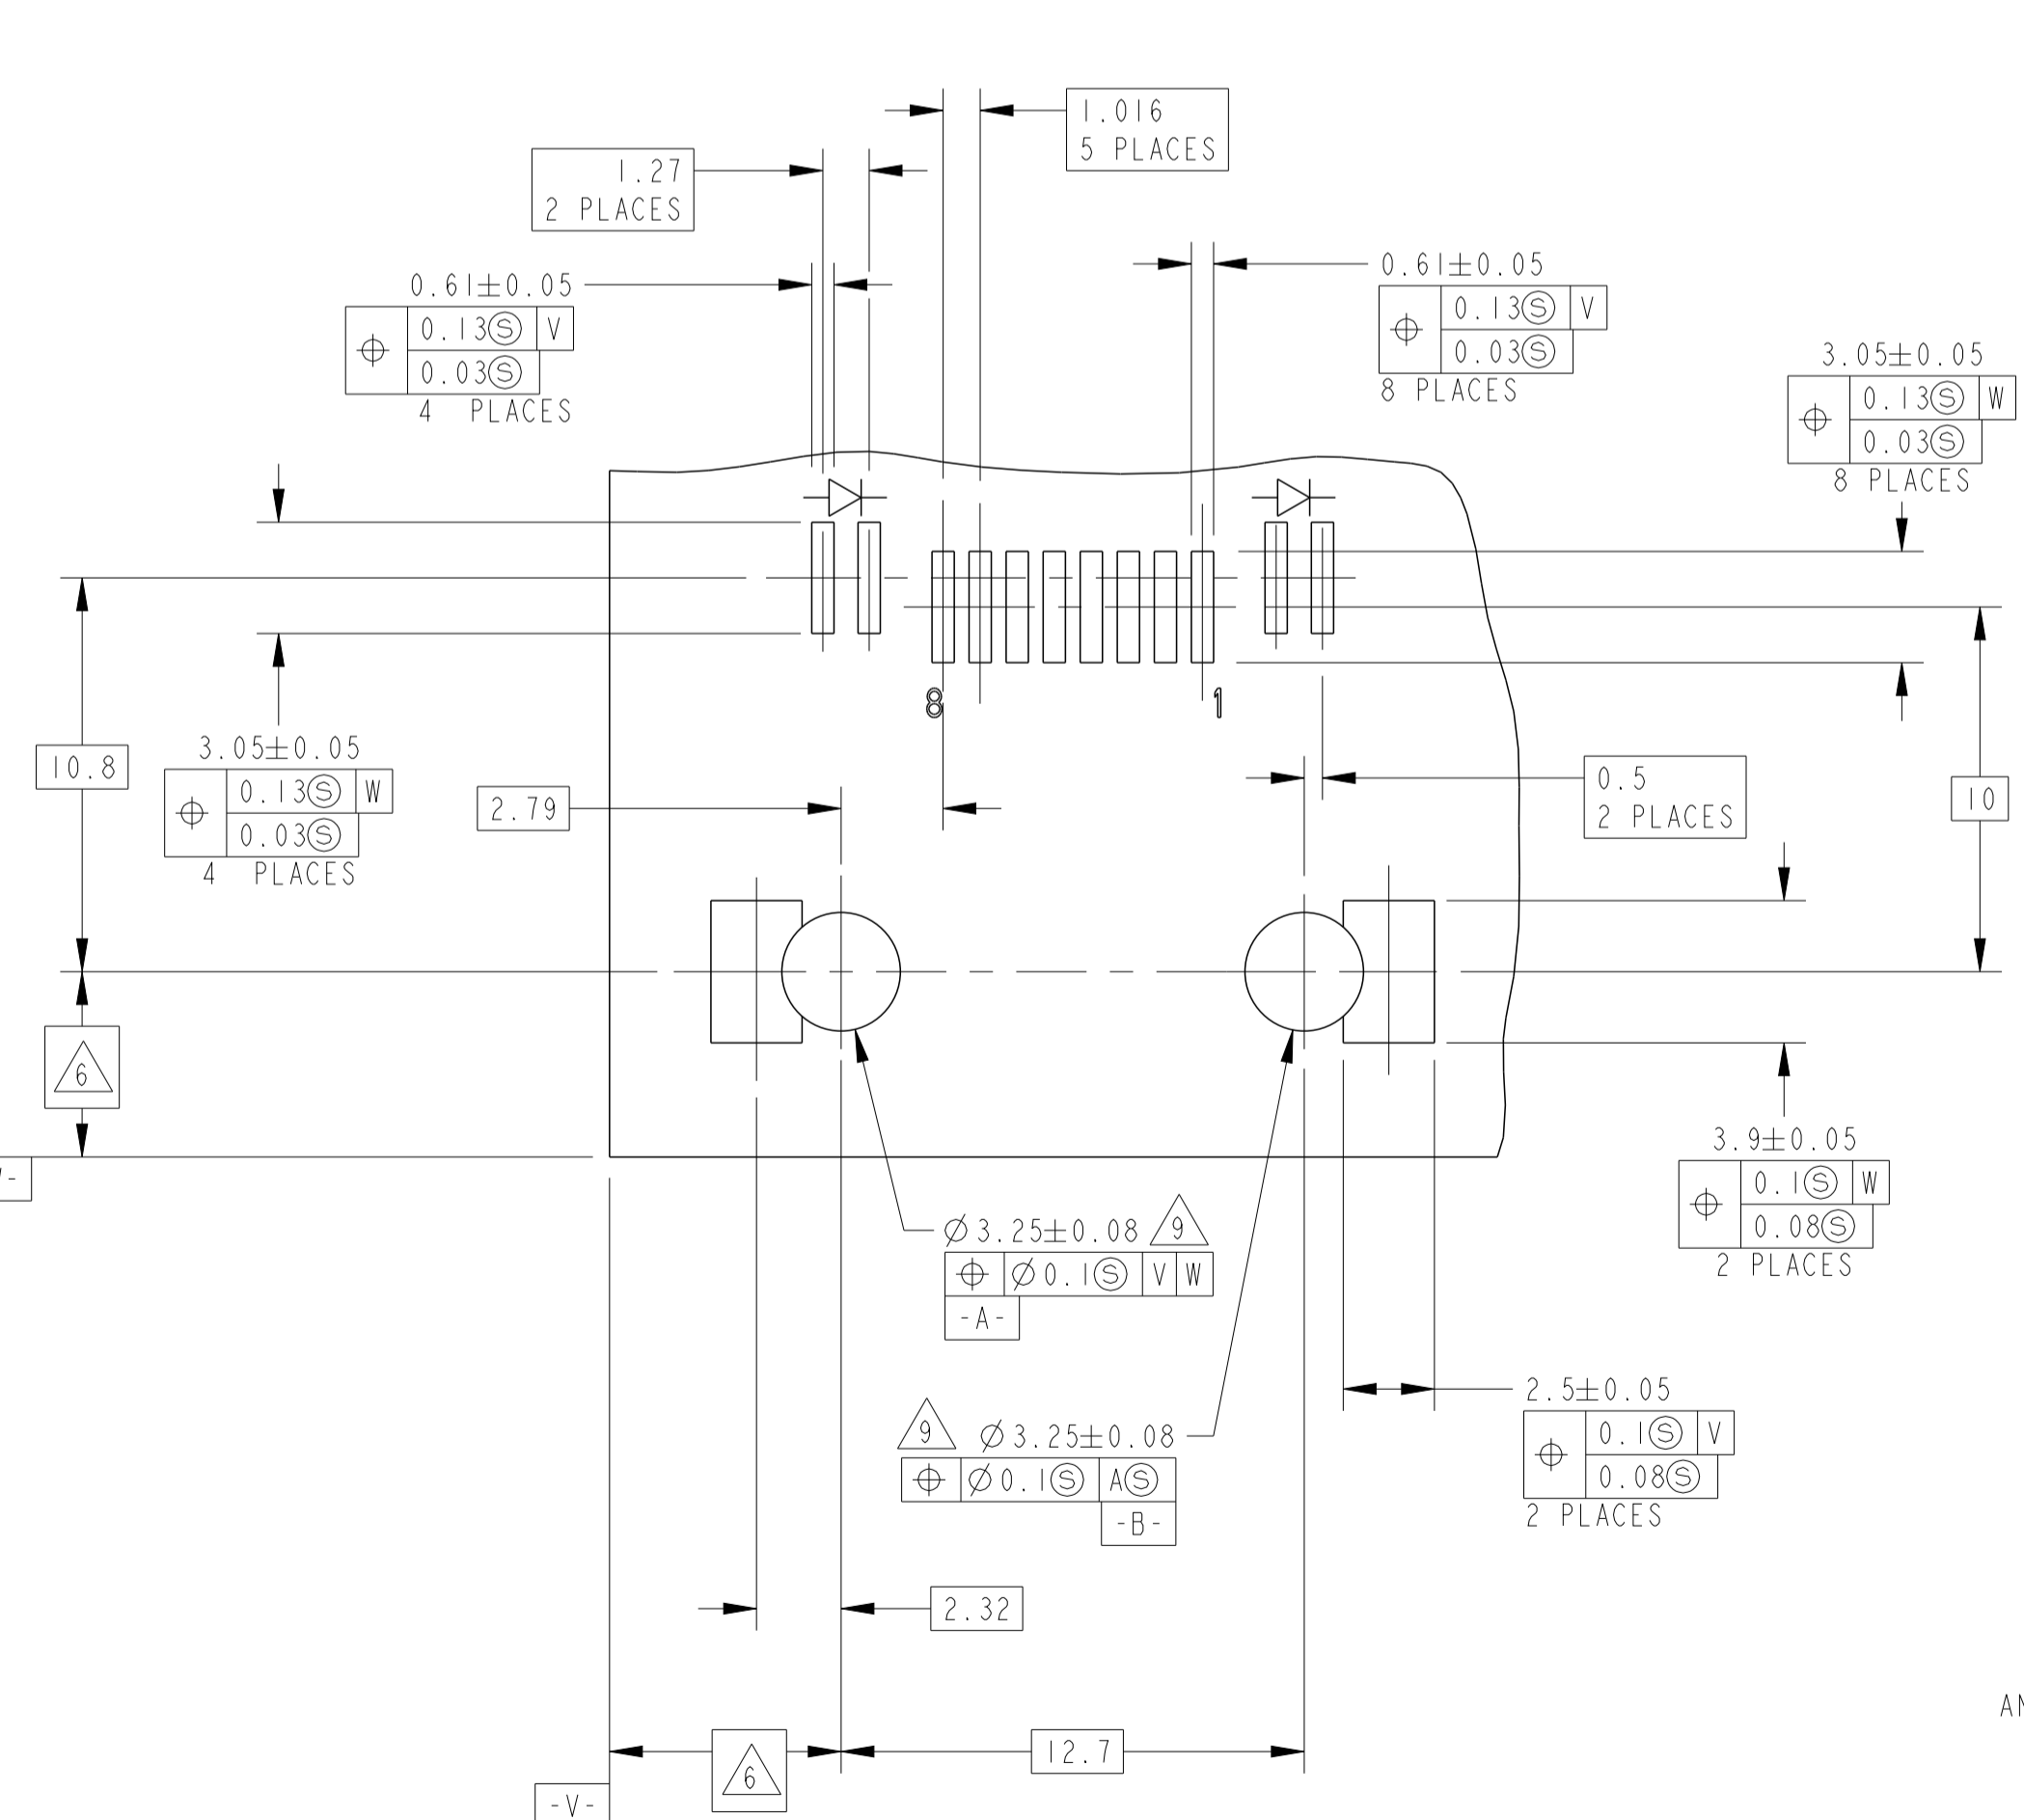 1.016
5 PLACES
1.27
2 PLACES
0.61±0.05
0.13Ⓢ V
0.03Ⓢ
4 PLACES
0.61±0.05
0.13Ⓢ V
0.03Ⓢ
8 PLACES
3.05±0.05
0.13Ⓢ W
0.03Ⓢ
8 PLACES
8
1
10.8
3.05±0.05
0.13Ⓢ W
0.03Ⓢ
4 PLACES
2.79
0.5
2 PLACES
10
6
3.9±0.05
0.1Ⓢ W
0.08Ⓢ
2 PLACES
⌀3.25±0.08 9
⌀0.1Ⓢ V W
-A-
9 ⌀3.25±0.08
⌀0.1Ⓢ AⓈ
-B-
2.5±0.05
0.1Ⓢ V
0.08Ⓢ
2 PLACES
2.32
12.7
6
-V-